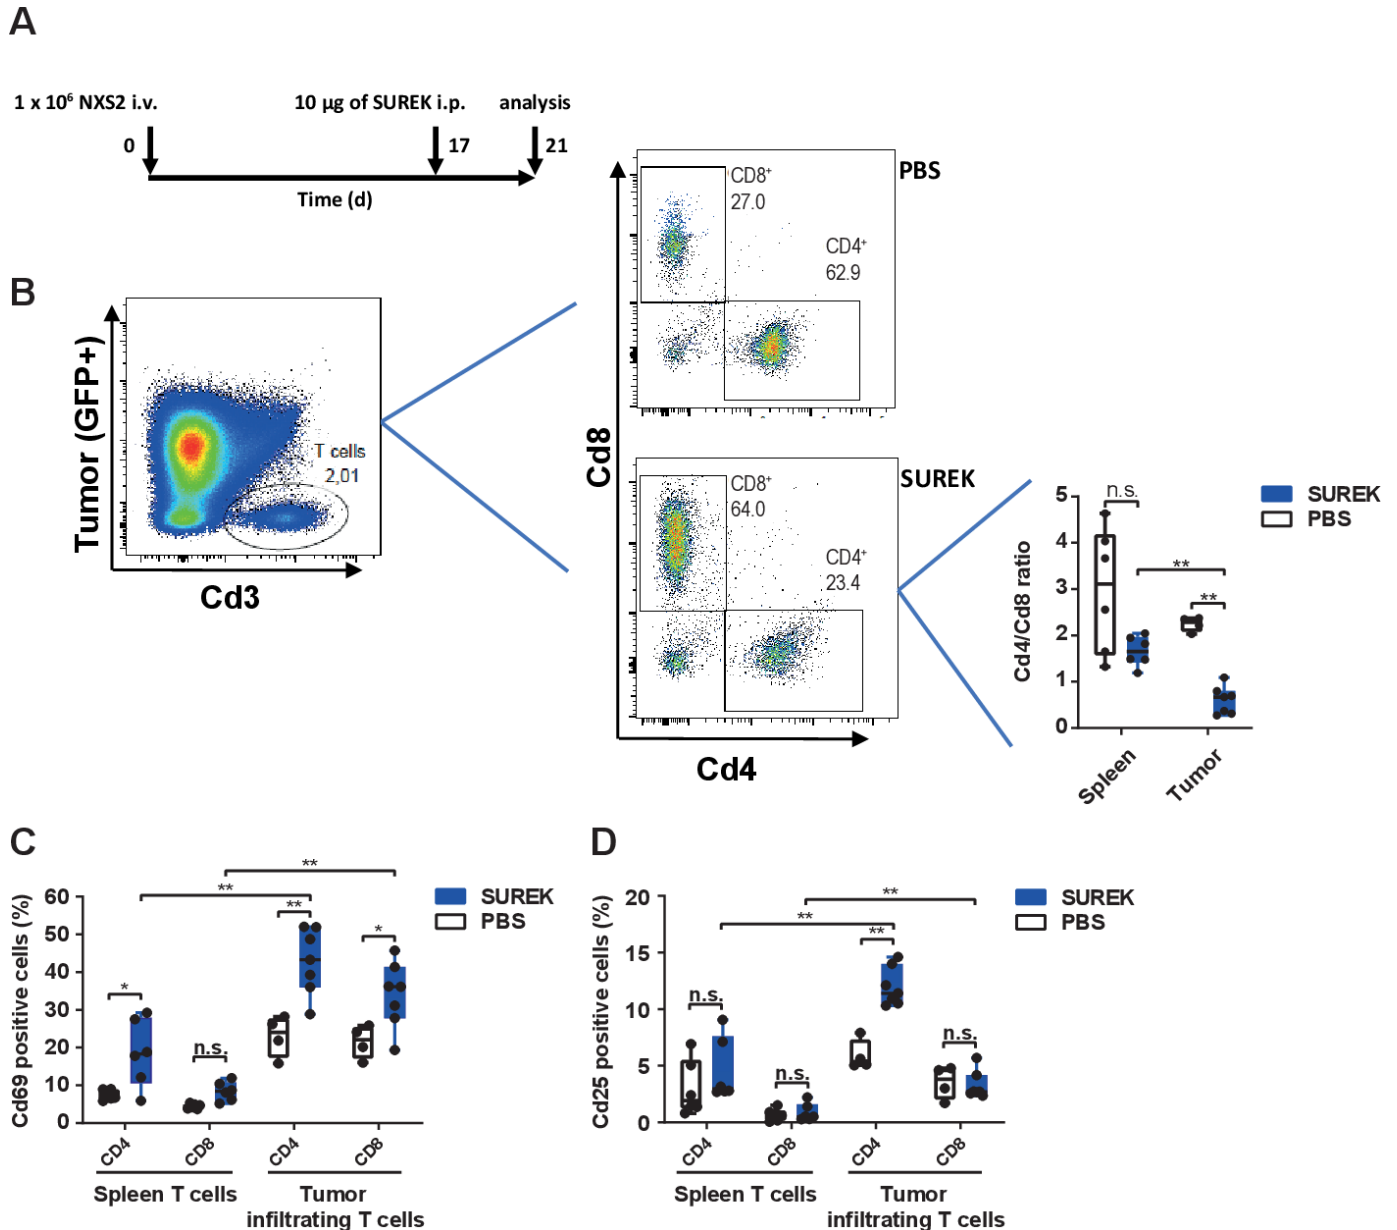 A
1 x 10⁶ NXS2 i.v.
10 µg of SUREK i.p.
analysis
0
17
21
Time (d)
B
Tumor (GFP+)
T cells
2,01
Cd3
PBS
CD8⁺
27.0
CD4⁺
62.9
Cd8
SUREK
CD8⁺
64.0
CD4⁺
23.4
Cd4
Cd4/Cd8 ratio
5
4
3
2
1
0
n.s.
**
**
SUREK
PBS
Spleen
Tumor
C
Cd69 positive cells (%)
60
50
40
30
20
10
0
**
**
**
*
*
n.s.
SUREK
PBS
CD4
CD8
CD4
CD8
Spleen T cells
Tumor
infiltrating T cells
D
Cd25 positive cells (%)
20
15
10
5
0
**
**
**
n.s.
n.s.
n.s.
SUREK
PBS
CD4
CD8
CD4
CD8
Spleen T cells
Tumor
infiltrating T cells